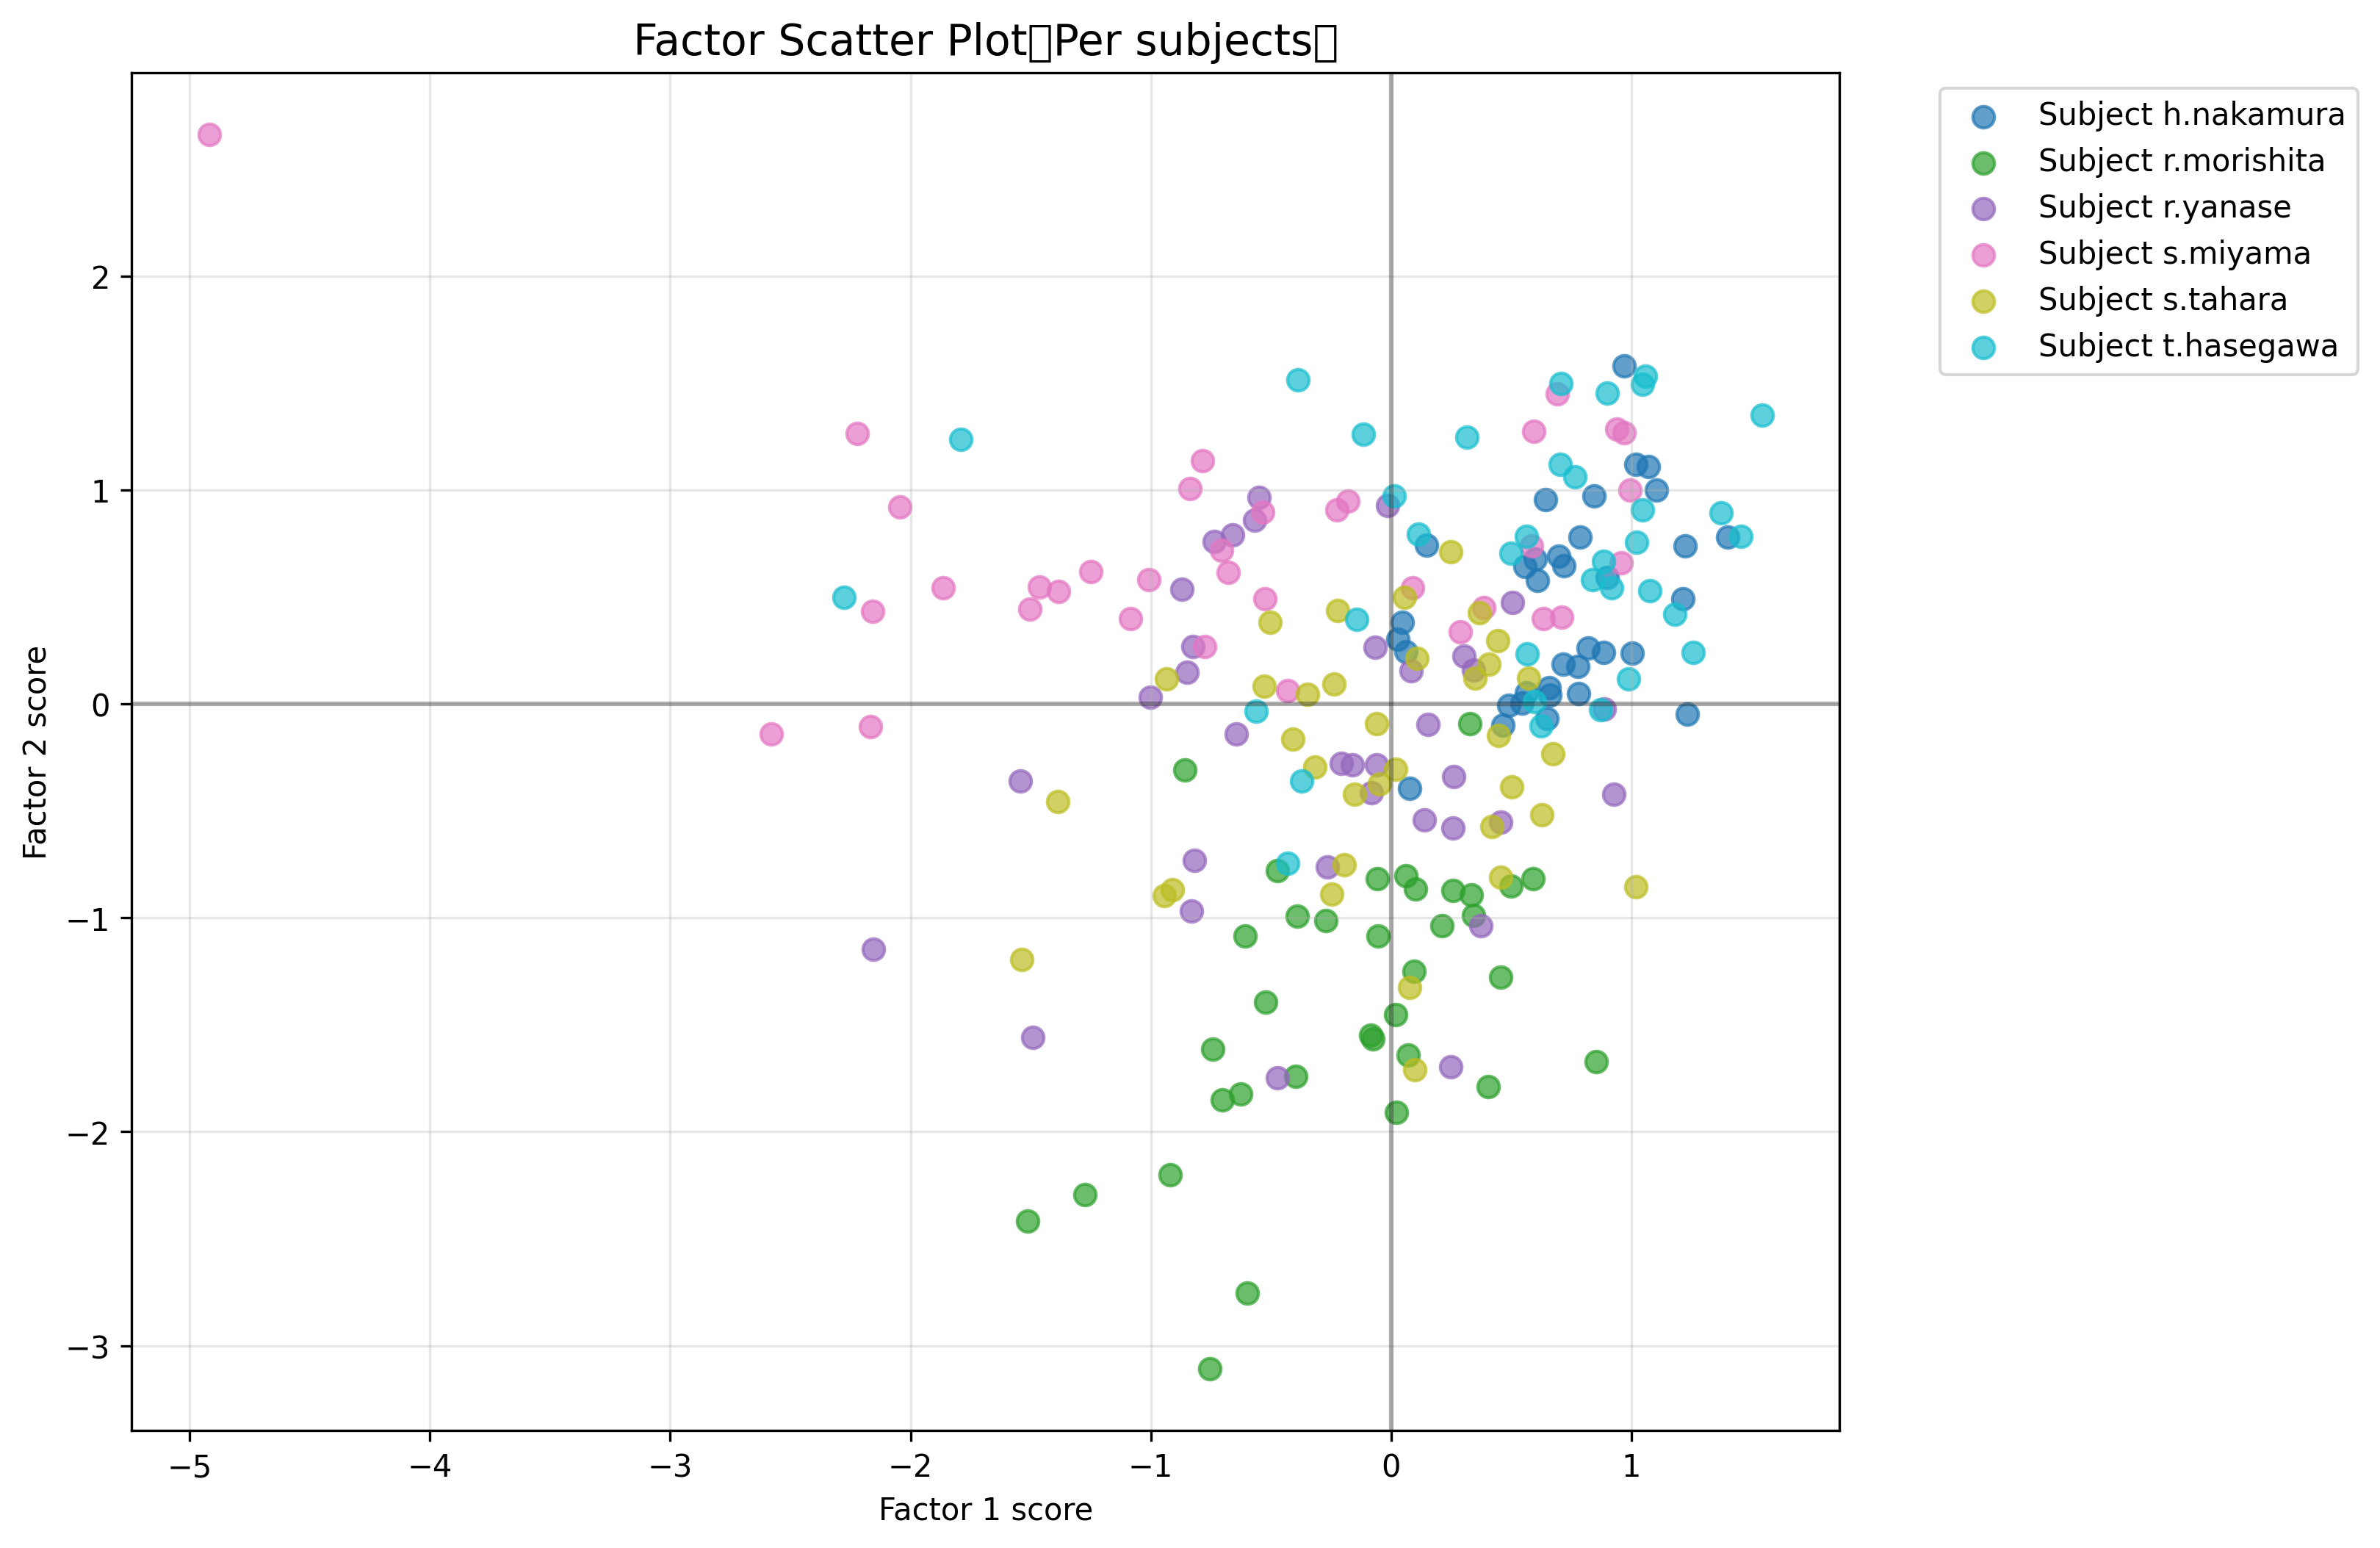 Factor Scatter Plot▯Per subjects▯
Subject h.nakamura
Subject r.morishita
Subject r.yanase
Subject s.miyama
Subject s.tahara
Subject t.hasegawa
Factor 2 score
2
1
0
−1
−2
−3
−5
−4
−3
−2
−1
0
1
Factor 1 score